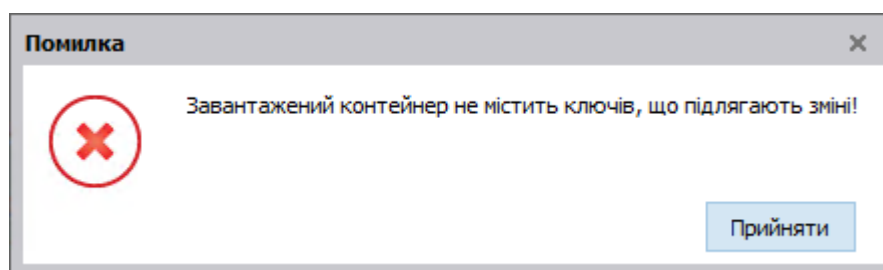 Помилка
Завантажений контейнер не містить ключів, що підлягають зміні!
Прийняти